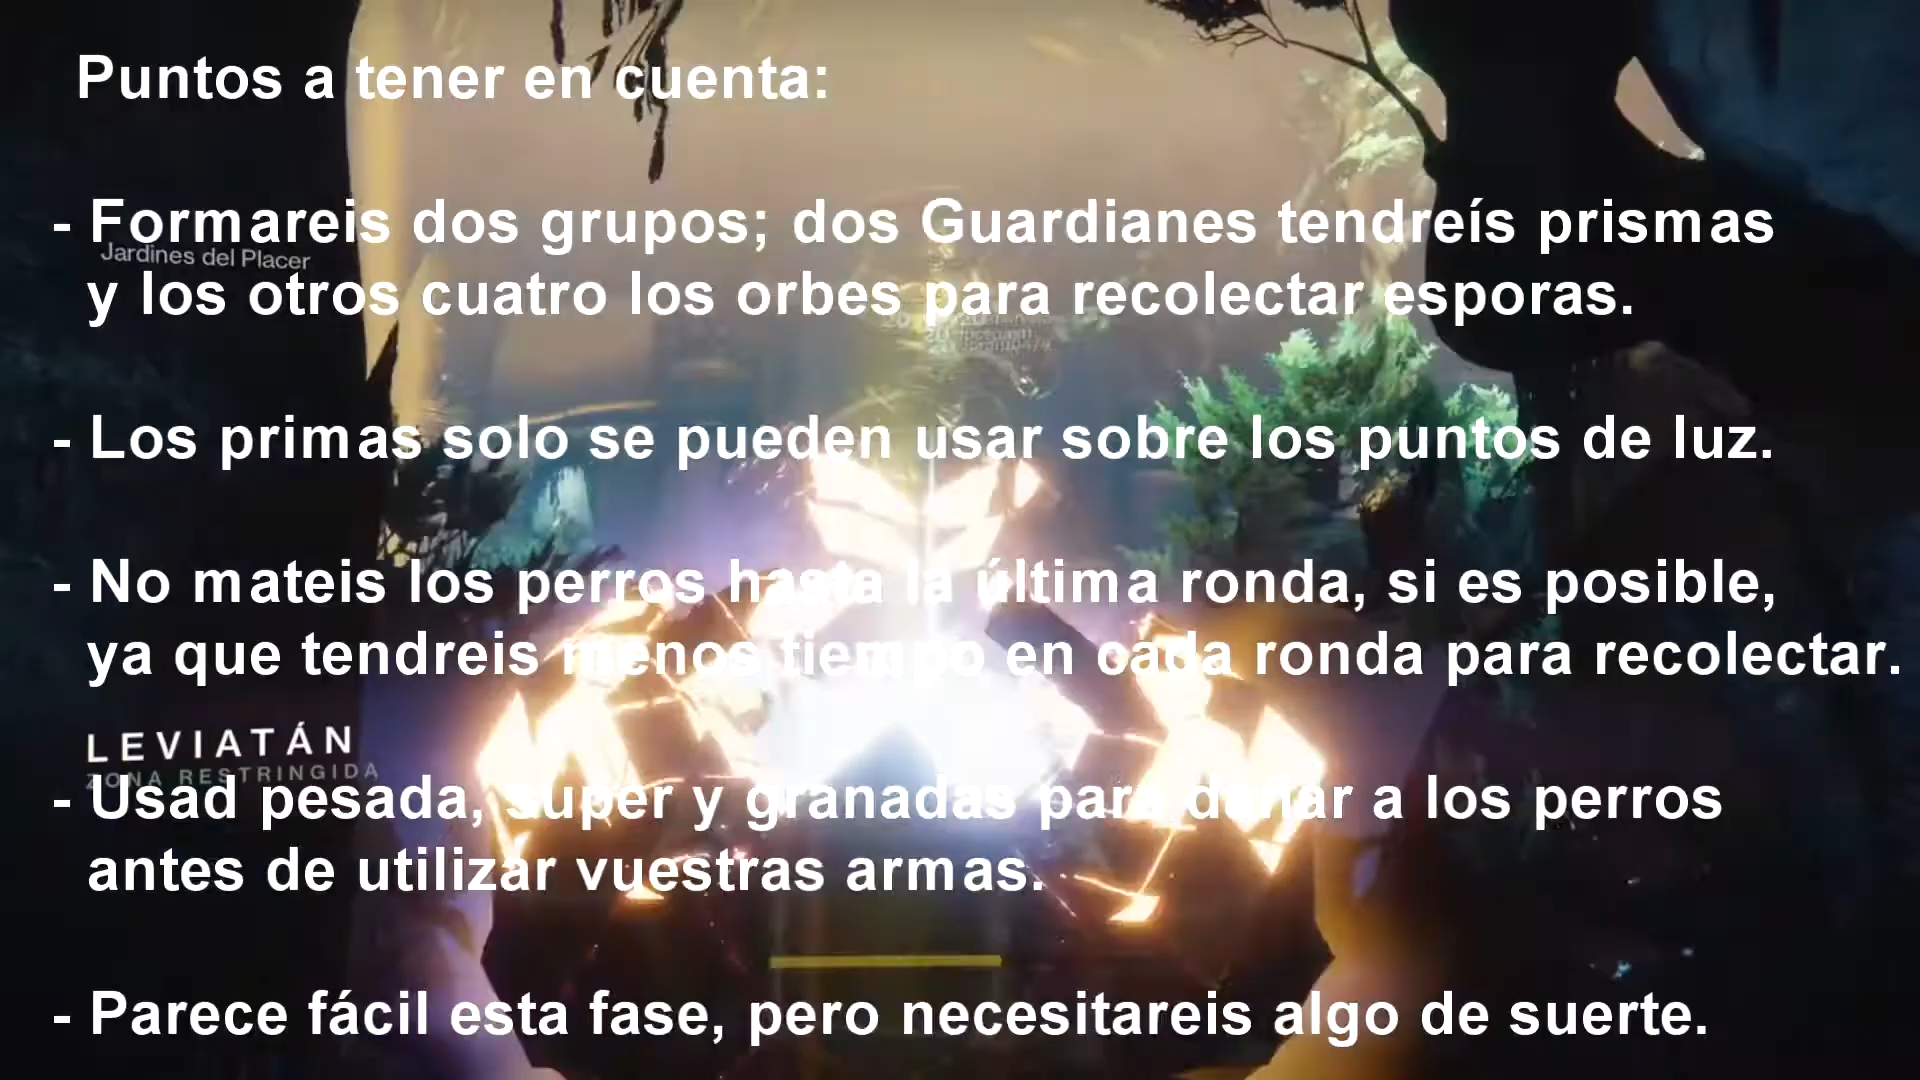 Puntos a tener en cuenta:
- Formareis dos grupos; dos Guardianes tendreís prismas
Jardines del Placer
y los otros cuatro los orbes para recolectar esporas.
- Los primas solo se pueden usar sobre los puntos de luz.
- No mateis los perros hasta la última ronda, si es posible,
ya que tendreis menos tiempo en cada ronda para recolectar.
LEVIATÁN
ZONA RESTRINGIDA
- Usad pesada, super y granadas para dañar a los perros
antes de utilizar vuestras armas.
- Parece fácil esta fase, pero necesitareis algo de suerte.